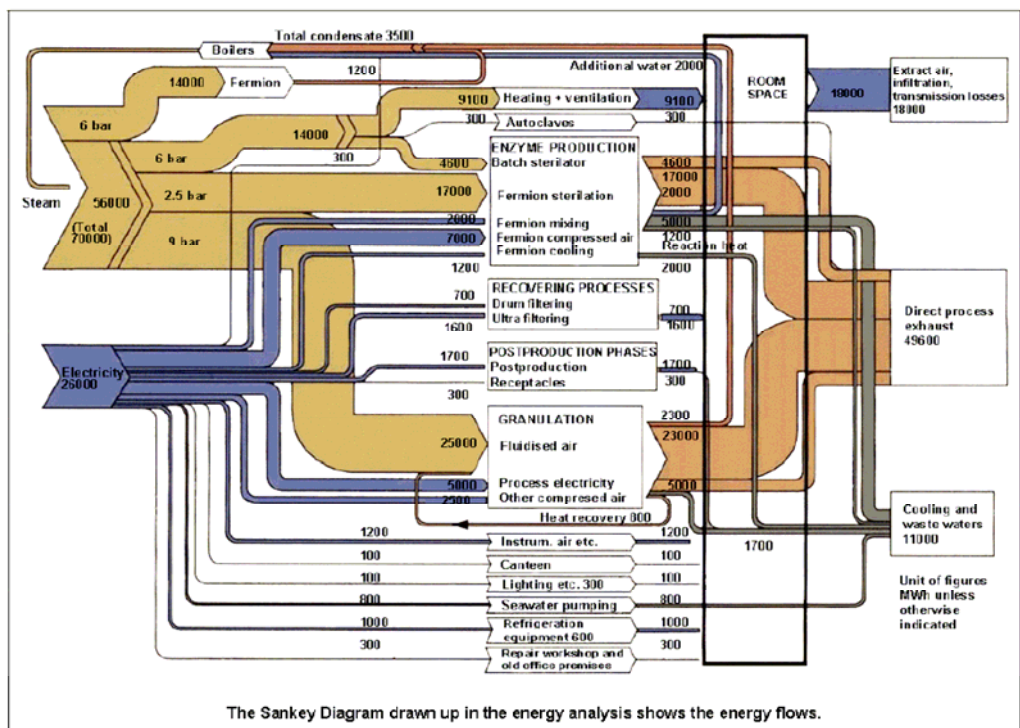 Total condensate 3500
Boilers
1200
Additional water 2000
14000
Fermion
ROOM
SPACE
18000
Extract air,
infiltration,
transmission losses
18000
9100
Heating + ventilation
9100
300
Autoclavos
300
6 bar
14000
300
6 bar
ENZYME PRODUCTION
4600
Batch sterilator
4600
17000
Steam
56000
(Total
70000)
2.5 bar
17000
Fermion sterilation
2000
9 bar
2000
Fermion mixing
5000
7000
Fermion compressed air
1200
Fermion cooling
Reaction heat
1200
2000
RECOVERING PROCESSES
700
Drum filtering
700
1600
Ultra filtering
1600
Direct process
exhaust
49600
POSTPRODUCTION PHASES
1700
Postproduction
1700
300
Receptacles
300
Electricity
26000
GRANULATION
2300
25000
Fluidised air
23000
5000
Process electricity
5000
2500
Other compresed air
Heat recovery 800
Cooling and
waste waters
11000
1200
Instrum. air etc.
1200
1700
100
Canteen
100
100
Lighting etc. 300
100
800
Seawater pumping
800
1000
Refrigeration
equipment 600
1000
300
Repair workshop and
old office premises
300
Unit of figures
MWh unless
otherwise
indicated
The Sankey Diagram drawn up in the energy analysis shows the energy flows.